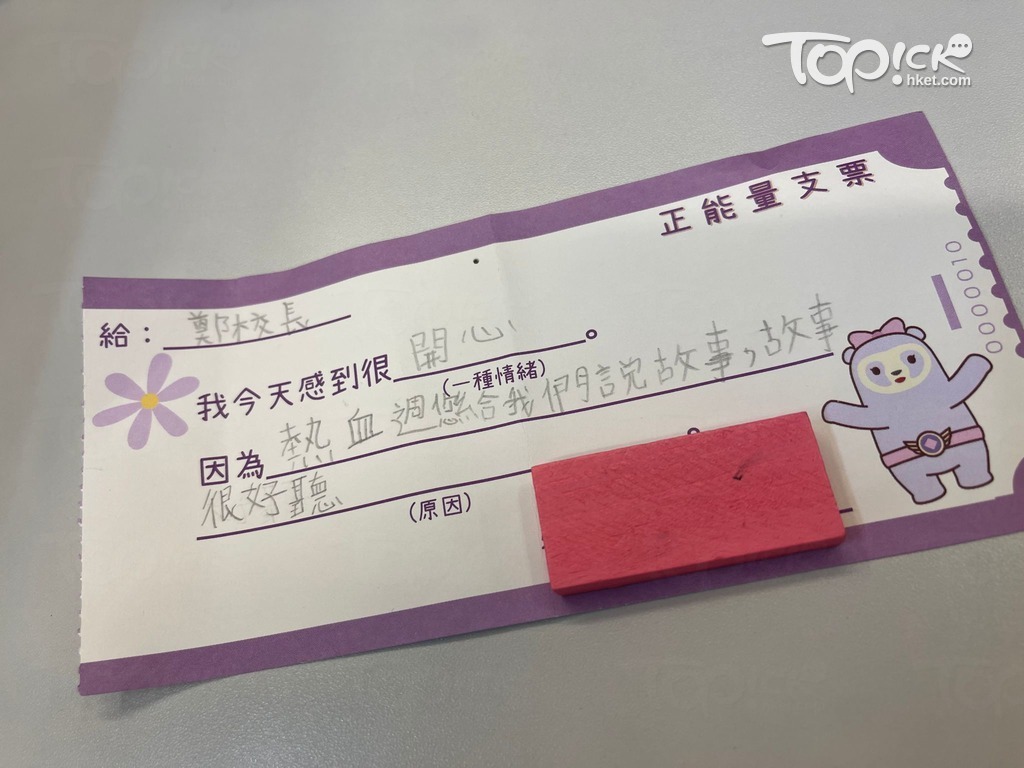 TOPick
hket.com
正能量支票
0000010
給：鄭校長
我今天感到很開心。
(一種情緒)
因為熱血週您給我們說故事，故事
很好聽。
(原因)